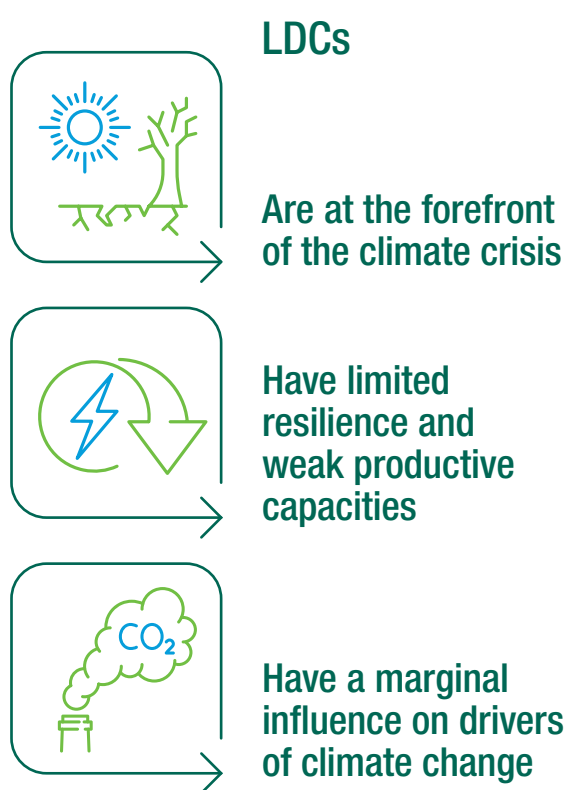 LDCs
Are at the forefront
of the climate crisis
Have limited
resilience and
weak productive
capacities
CO₂
Have a marginal
influence on drivers
of climate change